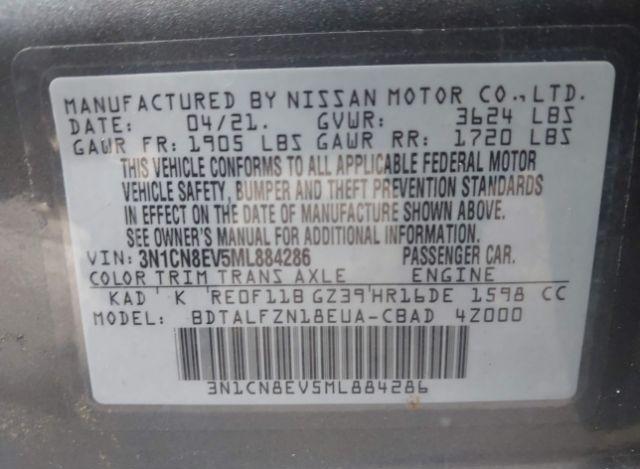 MANUFACTURED BY NISSAN MOTOR CO., LTD.
DATE: 04/21. GVWR: 3624 LBS
GAWR FR: 1905 LBS GAWR RR: 1720 LBS
THIS VEHICLE CONFORMS TO ALL APPLICABLE FEDERAL MOTOR
VEHICLE SAFETY, BUMPER AND THEFT PREVENTION STANDARDS
IN EFFECT ON THE DATE OF MANUFACTURE SHOWN ABOVE.
SEE OWNER'S MANUAL FOR ADDITIONAL INFORMATION.
VIN: 3N1CN8EV5ML884286 PASSENGER CAR.
COLOR TRIM TRANS AXLE ENGINE
KAD K RE0F11B GZ39 HR16DE 1598 CC
MODEL: BDTALFZN18EUA-CBAD 4Z000
3N1CN8EV5ML884286